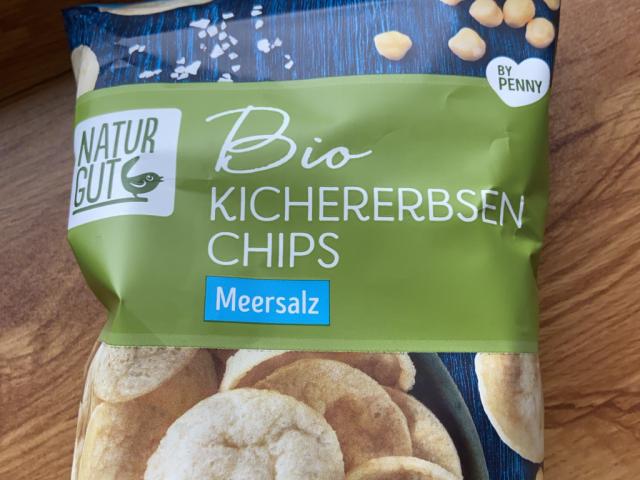 BY
PENNY
NATUR
GUT
Bio
KICHERERBSEN
CHIPS
Meersalz